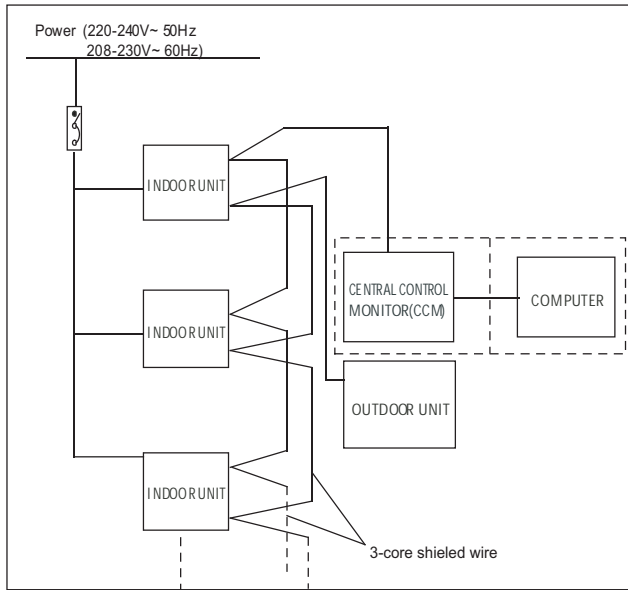 Power (220-240V~ 50Hz
208-230V~ 60Hz)
INDOOR UNIT
CENTRAL CONTROL
MONITOR(CCM)
COMPUTER
INDOOR UNIT
OUTDOOR UNIT
INDOOR UNIT
3-core shieled wire